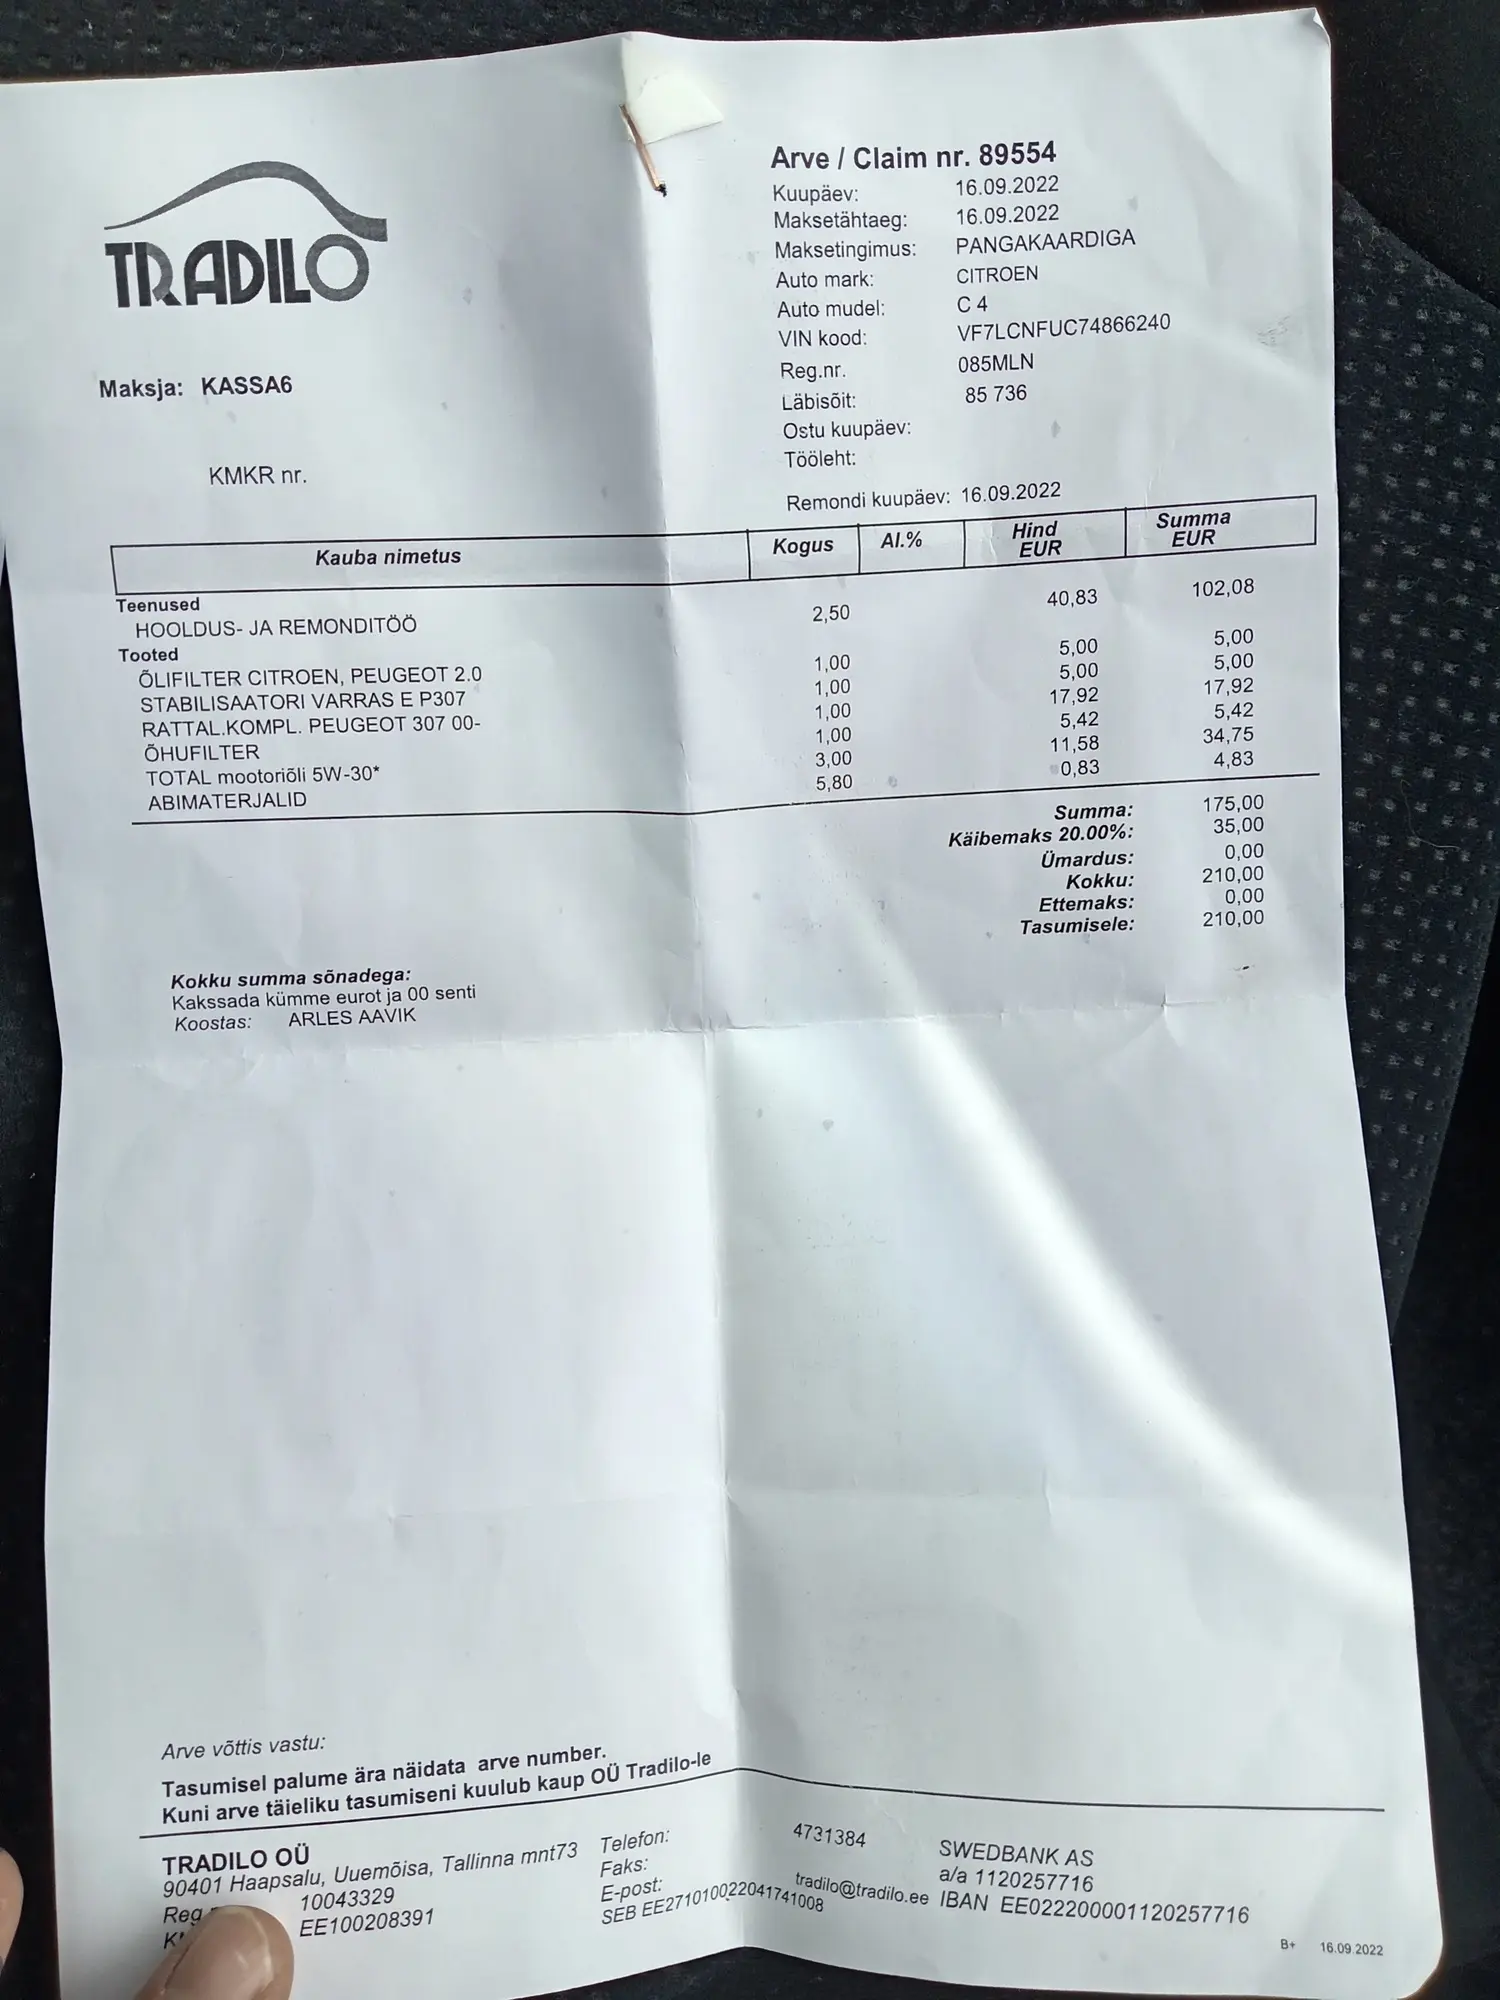 TRADILO
Arve / Claim nr. 89554
Kuupäev: 16.09.2022
Maksetähtaeg: 16.09.2022
Maksetingimus: PANGAKAARDIGA
Auto mark: CITROEN
Auto mudel: C 4
VIN kood: VF7LCNFUC74866240
Reg.nr. 085MLN
Läbisõit: 85 736
Ostu kuupäev:
Tööleht:
Remondi kuupäev: 16.09.2022
Maksja: KASSA6
KMKR nr.
Kauba nimetus Kogus Al.% Hind EUR Summa EUR
Teenused
HOOLDUS- JA REMONDITÖÖ 2,50 40,83 102,08
Tooted
ÕLIFILTER CITROEN, PEUGEOT 2.0 1,00 5,00 5,00
STABILISAATORI VARRAS E P307 1,00 5,00 5,00
RATTAL.KOMPL. PEUGEOT 307 00- 1,00 17,92 17,92
ÕHUFILTER 1,00 5,42 5,42
TOTAL mootoriõli 5W-30* 3,00 11,58 34,75
ABIMATERJALID 5,80 0,83 4,83
Summa: 175,00
Käibemaks 20.00%: 35,00
Ümardus: 0,00
Kokku: 210,00
Ettemaks: 0,00
Tasumisele: 210,00
Kokku summa sõnadega:
Kakssada kümme eurot ja 00 senti
Koostas: ARLES AAVIK
Arve võttis vastu:
Tasumisel palume ära näidata arve number.
Kuni arve täieliku tasumiseni kuulub kaup OÜ Tradilo-le
TRADILO OÜ
90401 Haapsalu, Uuemõisa, Tallinna mnt73
Reg 10043329
EE100208391
Telefon: 4731384
Faks:
E-post: tradilo@tradilo.ee
SEB EE271010022041741008
SWEDBANK AS
a/a 1120257716
IBAN EE022200001120257716
B+ 16.09.2022